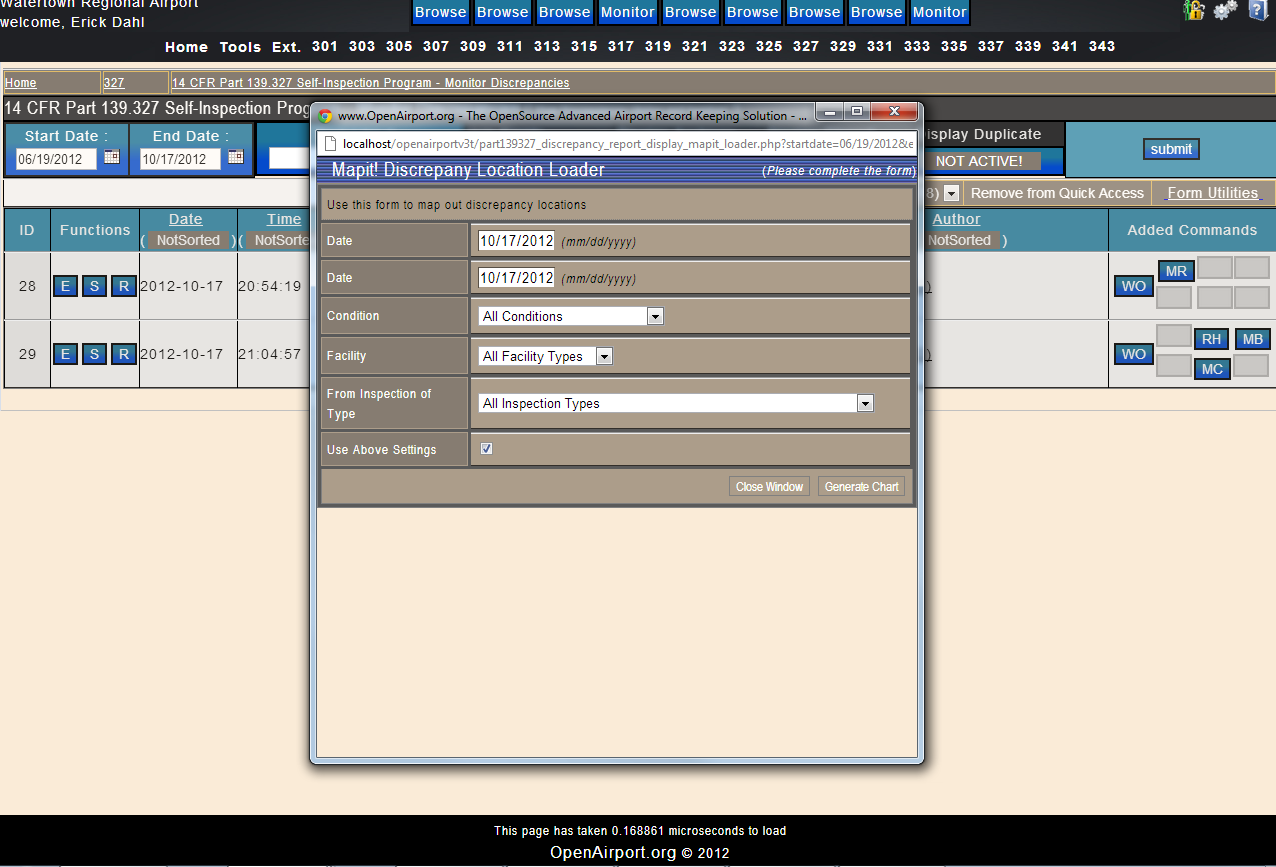 Watertown Regional Airport
welcome, Erick Dahl
Browse Browse Browse Monitor Browse Browse Browse Browse Monitor
Home Tools Ext. 301 303 305 307 309 311 313 315 317 319 321 323 325 327 329 331 333 335 337 339 341 343
Home 327 14 CFR Part 139.327 Self-Inspection Program - Monitor Discrepancies
14 CFR Part 139.327 Self-Inspection Prog
Start Date : End Date : isplay Duplicate
06/19/2012 10/17/2012 NOT ACTIVE! submit
8) Remove from Quick Access Form Utilities
ID Functions Date Time Author Added Commands
( NotSorted ) ( NotSorte NotSorted )
28 E S R 2012-10-17 20:54:19 ) WO MR
29 E S R 2012-10-17 21:04:57 ) WO RH MB MC
www.OpenAirport.org - The OpenSource Advanced Airport Record Keeping Solution - ...
localhost/openairportv3t/part139327_discrepancy_report_display_mapit_loader.php?startdate=06/19/2012&e
Mapit! Discrepany Location Loader (Please complete the form)
Use this form to map out discrepancy locations
Date 10/17/2012 (mm/dd/yyyy)
Date 10/17/2012 (mm/dd/yyyy)
Condition All Conditions
Facility All Facility Types
From Inspection of Type All Inspection Types
Use Above Settings
Close Window Generate Chart
This page has taken 0.168861 microseconds to load
OpenAirport.org © 2012